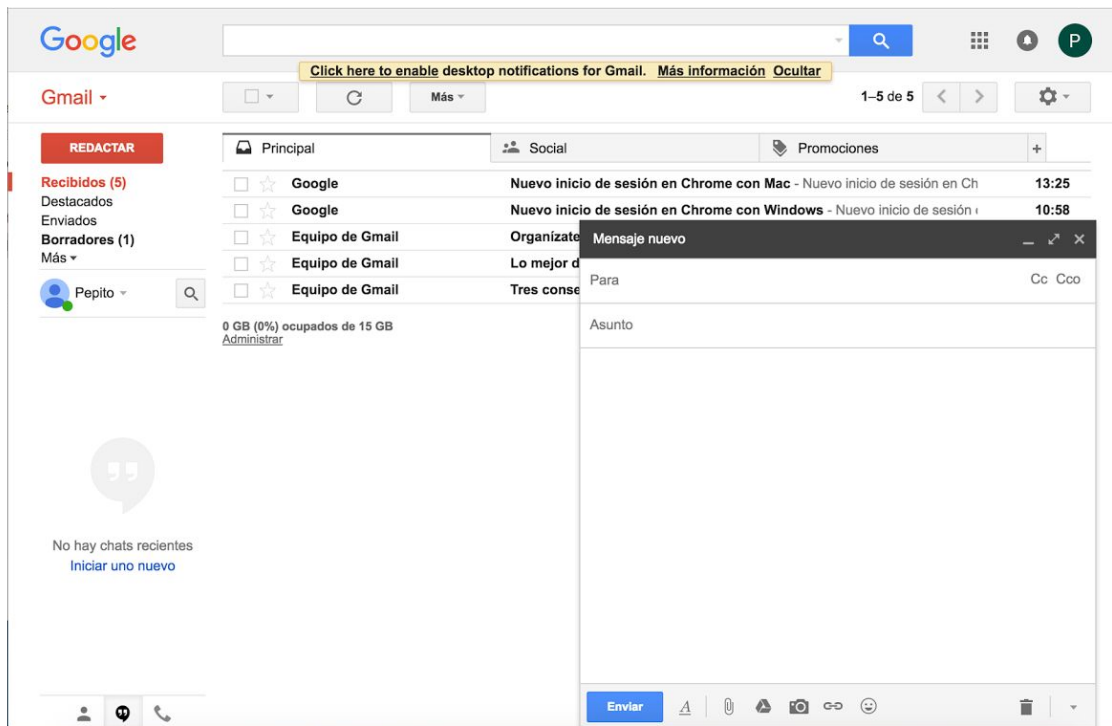 Google
P
Click here to enable desktop notifications for Gmail. Más información Ocultar
Gmail
Más
1–5 de 5
REDACTAR
Principal
Social
Promociones
+
Recibidos (5)
Destacados
Enviados
Borradores (1)
Más
Pepito
Google Nuevo inicio de sesión en Chrome con Mac - Nuevo inicio de sesión en Ch 13:25
Google Nuevo inicio de sesión en Chrome con Windows - Nuevo inicio de sesión 10:58
Equipo de Gmail Organízate
Equipo de Gmail Lo mejor d
Equipo de Gmail Tres conse
0 GB (0%) ocupados de 15 GB
Administrar
No hay chats recientes
Iniciar uno nuevo
Mensaje nuevo
Para Cc Cco
Asunto
Enviar A